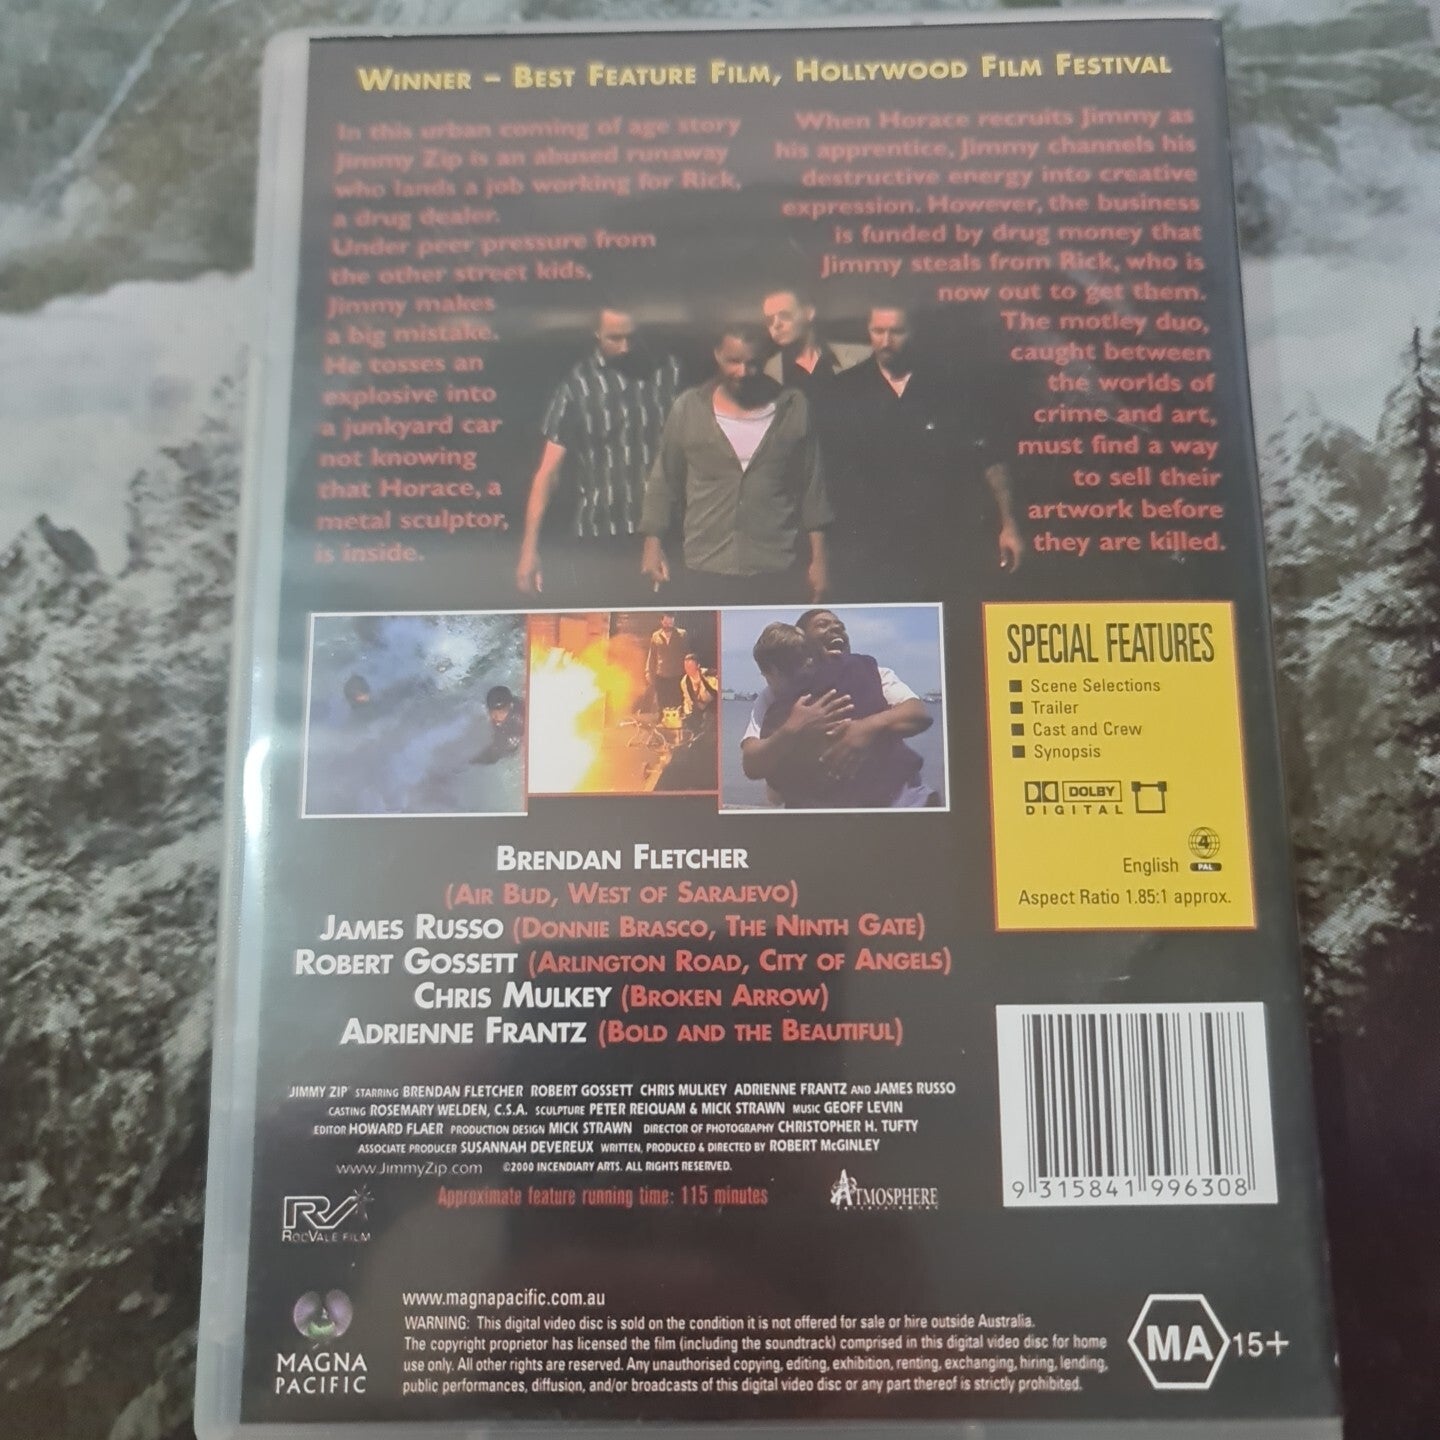 WINNER – BEST FEATURE FILM, HOLLYWOOD FILM FESTIVAL
In this urban coming of age story
Jimmy Zip is an abused runaway
who lands a job working for Rick,
a drug dealer.
Under peer pressure from
the other street kids,
Jimmy makes
a big mistake.
He tosses an
explosive into
a junkyard car
not knowing
that Horace, a
metal sculptor,
is inside.
When Horace recruits Jimmy as
his apprentice, Jimmy channels his
destructive energy into creative
expression. However, the business
is funded by drug money that
Jimmy steals from Rick, who is
now out to get them.
The motley duo,
caught between
the worlds of
crime and art,
must find a way
to sell their
artwork before
they are killed.
SPECIAL FEATURES
Scene Selections
Trailer
Cast and Crew
Synopsis
DOLBY
DIGITAL
4
English PAL
Aspect Ratio 1.85:1 approx.
BRENDAN FLETCHER
(AIR BUD, WEST OF SARAJEVO)
JAMES RUSSO (DONNIE BRASCO, THE NINTH GATE)
ROBERT GOSSETT (ARLINGTON ROAD, CITY OF ANGELS)
CHRIS MULKEY (BROKEN ARROW)
ADRIENNE FRANTZ (BOLD AND THE BEAUTIFUL)
'JIMMY ZIP' STARRING BRENDAN FLETCHER ROBERT GOSSETT CHRIS MULKEY ADRIENNE FRANTZ AND JAMES RUSSO
CASTING ROSEMARY WELDEN, C.S.A. SCULPTURE PETER REIQUAM & MICK STRAWN MUSIC GEOFF LEVIN
EDITOR HOWARD FLAER PRODUCTION DESIGN MICK STRAWN DIRECTOR OF PHOTOGRAPHY CHRISTOPHER H. TUFTY
ASSOCIATE PRODUCER SUSANNAH DEVEREUX WRITTEN, PRODUCED & DIRECTED BY ROBERT McGINLEY
www.JimmyZip.com ©2000 INCENDIARY ARTS. ALL RIGHTS RESERVED.
Approximate feature running time: 115 minutes
RV
ROCVALE FILM
ATMOSPHERE
ENTERTAINMENT
9 315841 996308
MAGNA
PACIFIC
www.magnapacific.com.au
WARNING: This digital video disc is sold on the condition it is not offered for sale or hire outside Australia.
The copyright proprietor has licensed the film (including the soundtrack) comprised in this digital video disc for home
use only. All other rights are reserved. Any unauthorised copying, editing, exhibition, renting, exchanging, hiring, lending,
public performances, diffusion, and/or broadcasts of this digital video disc or any part thereof is strictly prohibited.
MA 15+